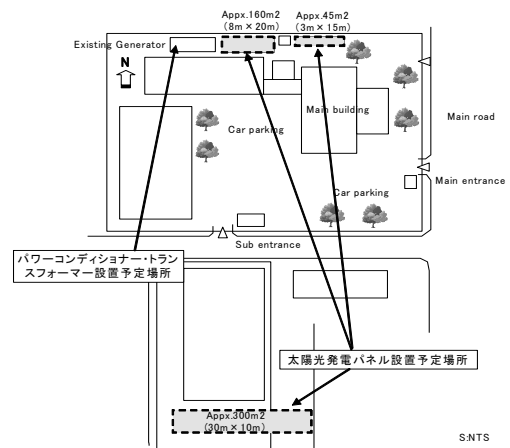 Appx.160m2
(8m×20m)
Appx.45m2
(3m×15m)
Existing Generator
N
Main building
Car parking
Main road
Main entrance
Car parking
Sub entrance
パワーコンディショナー・トラン
スフォーマー設置予定場所
太陽光発電パネル設置予定場所
Appx.300m2
(30m×10m)
S:NTS